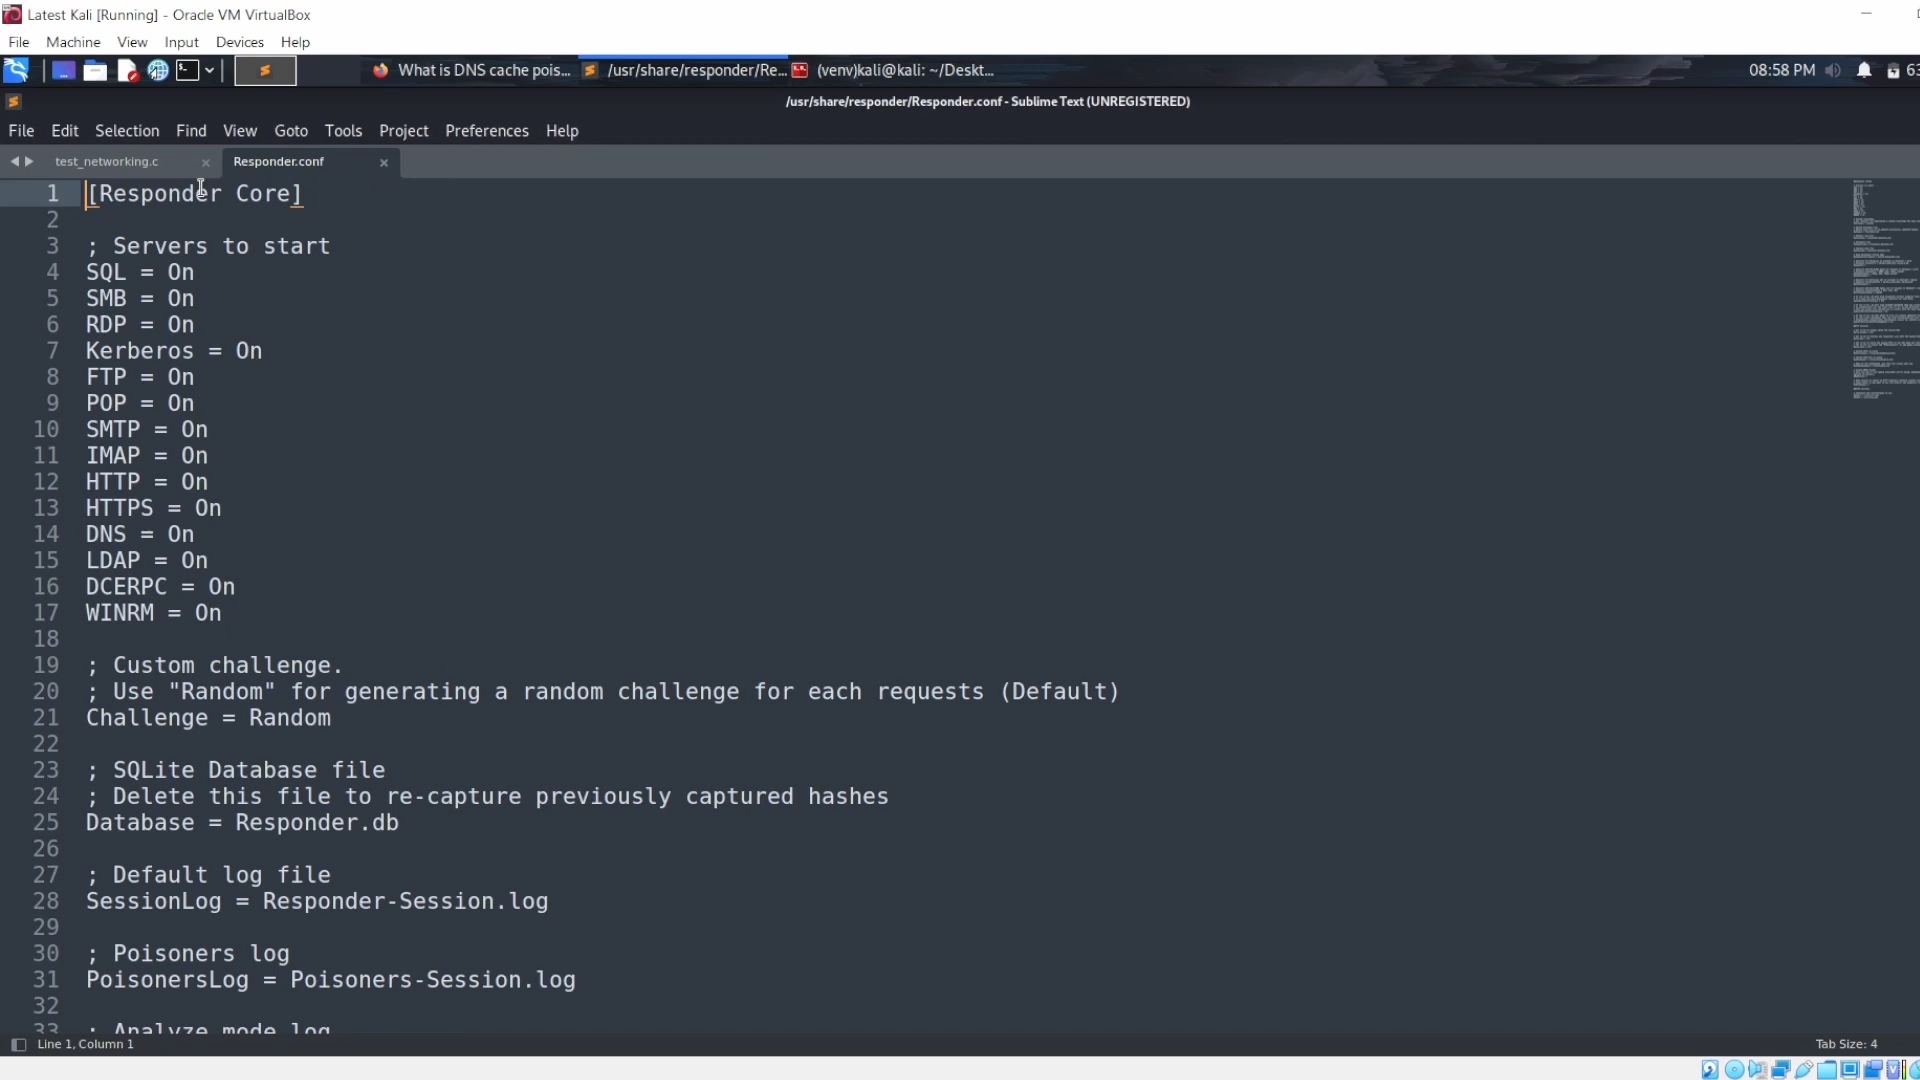 Latest Kali [Running] - Oracle VM VirtualBox
File Machine View Input Devices Help
What is DNS cache pois... /usr/share/responder/Re... (venv)kali@kali: ~/Deskt... 08:58 PM 63
/usr/share/responder/Responder.conf - Sublime Text (UNREGISTERED)
File Edit Selection Find View Goto Tools Project Preferences Help
test_networking.c Responder.conf
1 [Responder Core]
2
3 ; Servers to start
4 SQL = On
5 SMB = On
6 RDP = On
7 Kerberos = On
8 FTP = On
9 POP = On
10 SMTP = On
11 IMAP = On
12 HTTP = On
13 HTTPS = On
14 DNS = On
15 LDAP = On
16 DCERPC = On
17 WINRM = On
18
19 ; Custom challenge.
20 ; Use "Random" for generating a random challenge for each requests (Default)
21 Challenge = Random
22
23 ; SQLite Database file
24 ; Delete this file to re-capture previously captured hashes
25 Database = Responder.db
26
27 ; Default log file
28 SessionLog = Responder-Session.log
29
30 ; Poisoners log
31 PoisonersLog = Poisoners-Session.log
32
33 ; Analyze mode log
Line 1, Column 1 Tab Size: 4